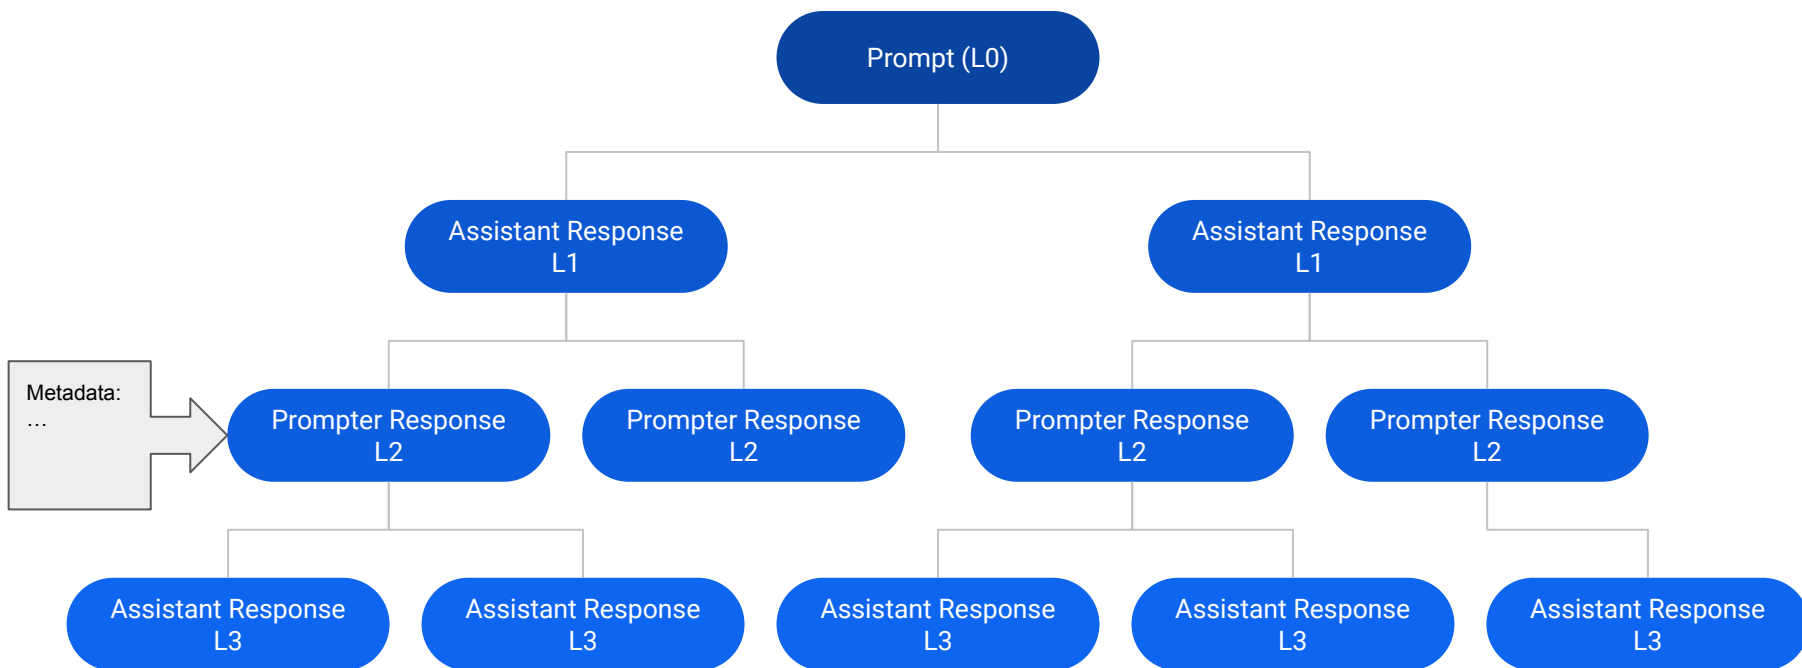 Prompt (L0)
Assistant Response
L1
Assistant Response
L1
Metadata:
…
Prompter Response
L2
Prompter Response
L2
Prompter Response
L2
Prompter Response
L2
Assistant Response
L3
Assistant Response
L3
Assistant Response
L3
Assistant Response
L3
Assistant Response
L3